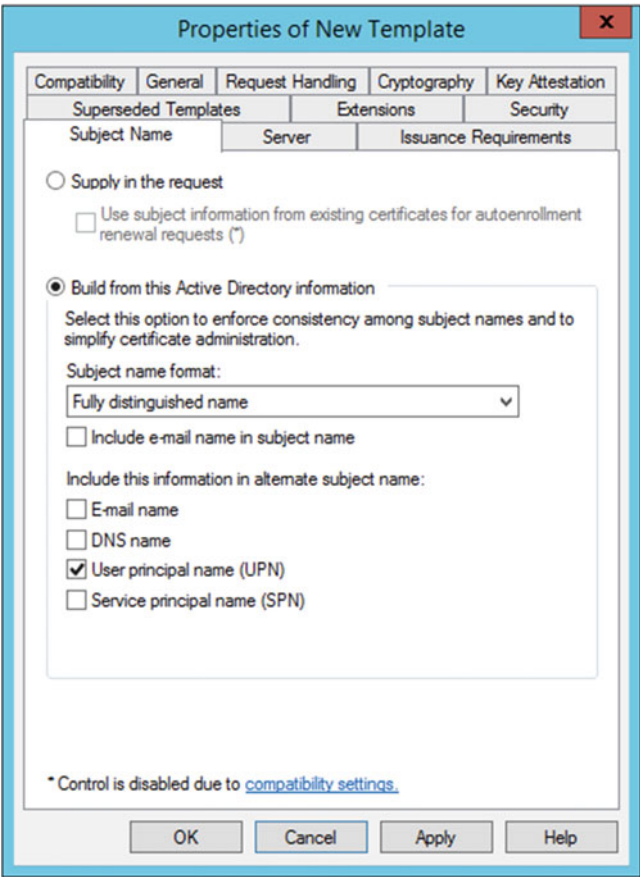 Properties of New Template
x
Compatibility General Request Handling Cryptography Key Attestation
Superseded Templates Extensions Security
Subject Name Server Issuance Requirements
Supply in the request
Use subject information from existing certificates for autoenrollment
renewal requests (*)
Build from this Active Directory information
Select this option to enforce consistency among subject names and to
simplify certificate administration.
Subject name format:
Fully distinguished name
Include e-mail name in subject name
Include this information in alternate subject name:
E-mail name
DNS name
User principal name (UPN)
Service principal name (SPN)
* Control is disabled due to compatibility settings.
OK Cancel Apply Help